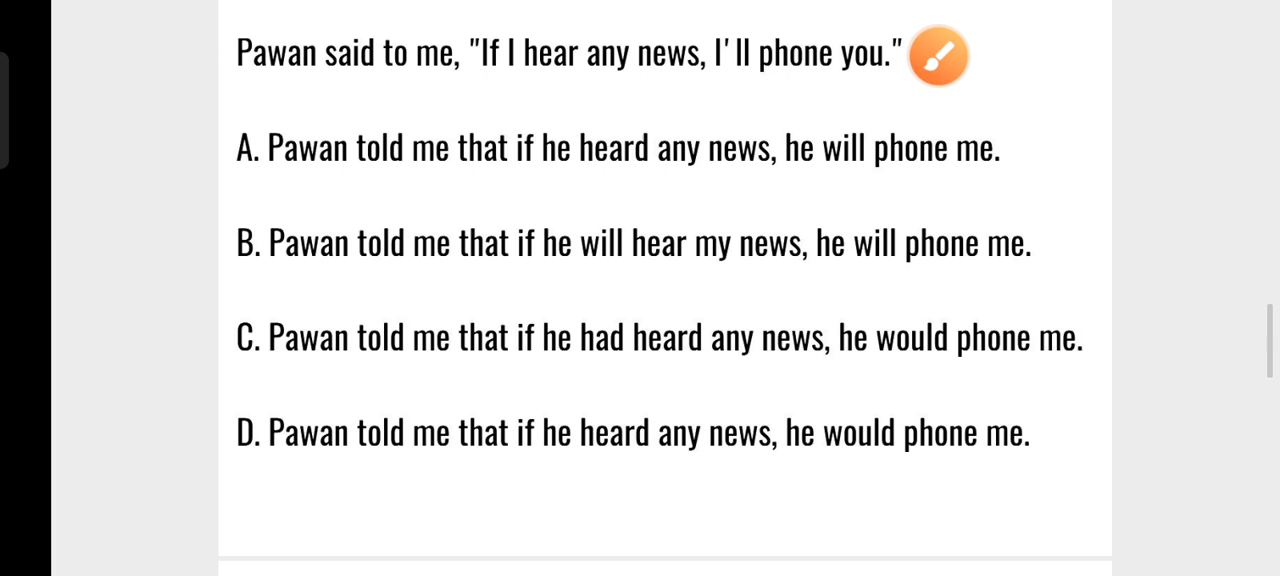 Pawan said to me, "If I hear any news, I'll phone you."
A. Pawan told me that if he heard any news, he will phone me.
B. Pawan told me that if he will hear my news, he will phone me.
C. Pawan told me that if he had heard any news, he would phone me.
D. Pawan told me that if he heard any news, he would phone me.